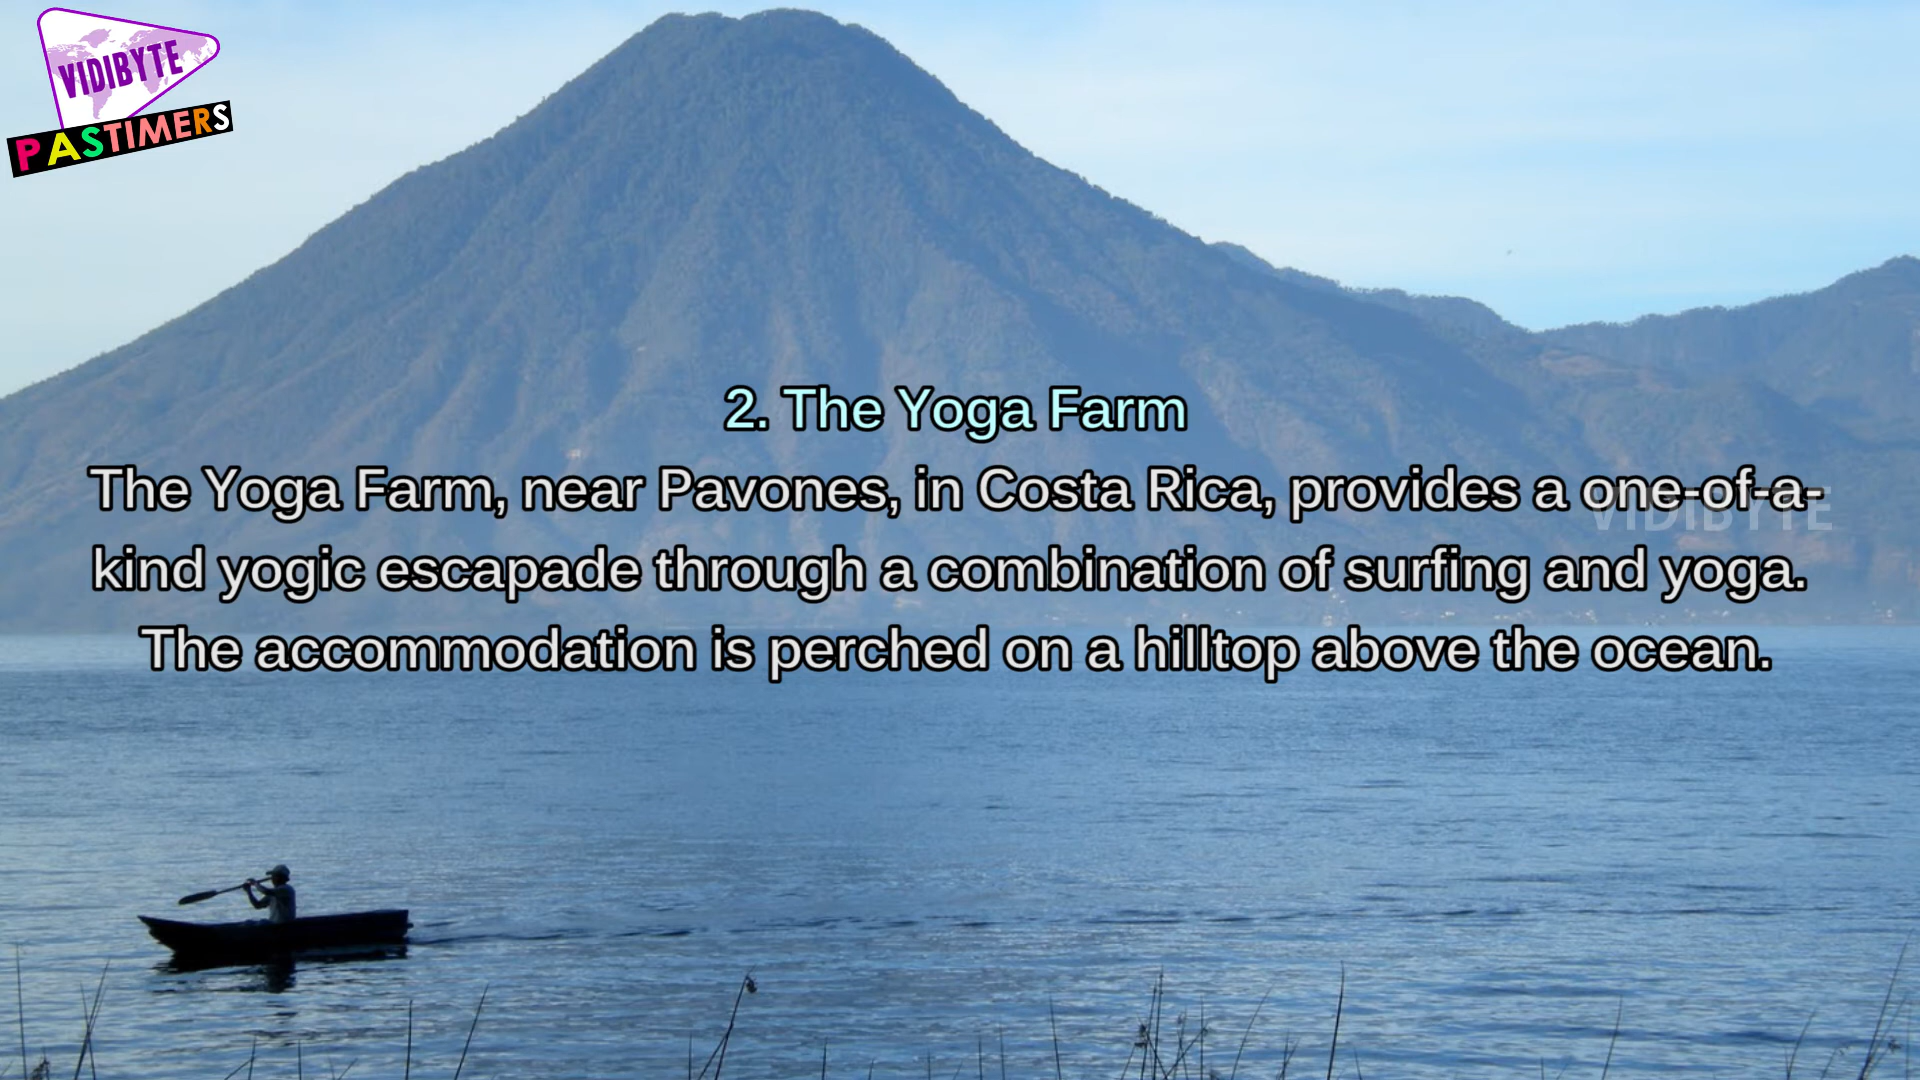 VIDIBYTE
PASTIMERS
2. The Yoga Farm
The Yoga Farm, near Pavones, in Costa Rica, provides a one-of-a-
VIDIBYTE
kind yogic escapade through a combination of surfing and yoga.
The accommodation is perched on a hilltop above the ocean.